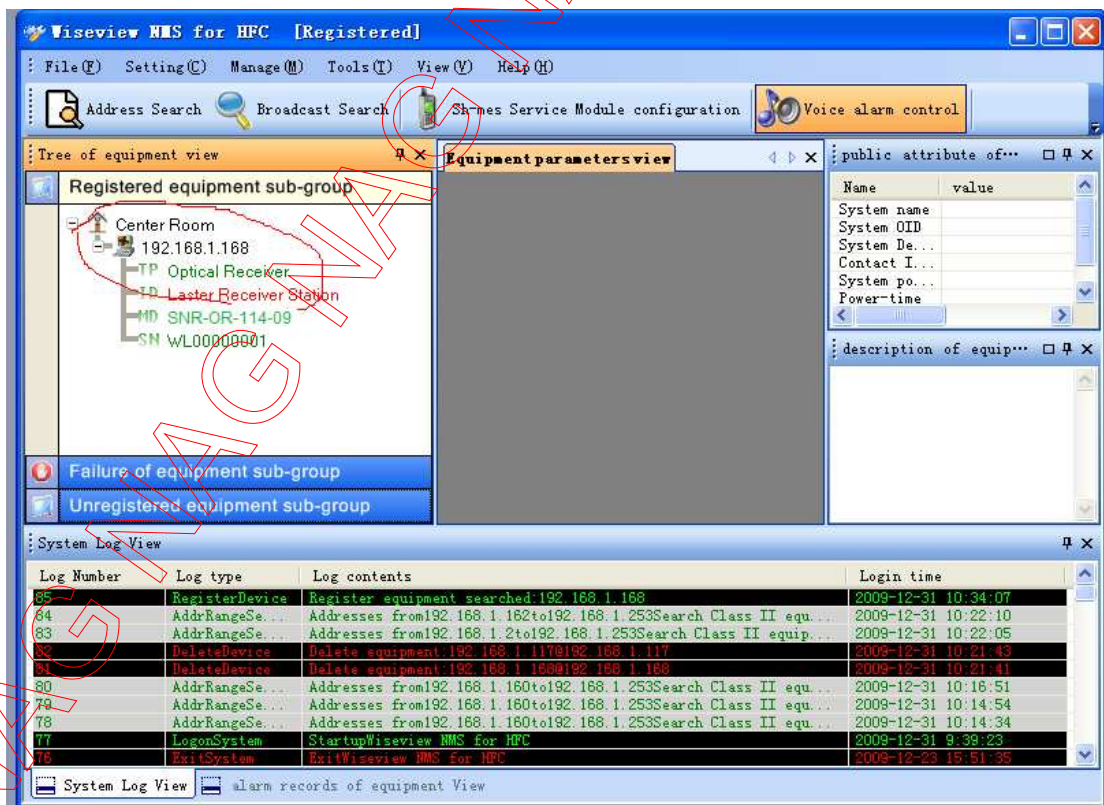 Wiseview NMS for HFC [Registered]
File(F) Setting(C) Manage(M) Tools(T) View(V) Help(H)
Address Search Broadcast Search Sh-mes Service Module configuration Voice alarm control
Tree of equipment view
Registered equipment sub-group
Center Room
192.168.1.168
TP Optical Receiver
ID Laster Receiver Station
MD SNR-OR-114-09
SN WL00000001
Failure of equipment sub-group
Unregistered equipment sub-group
Equipment parameters view
public attribute of...
Name value
System name
System OID
System De...
Contact I...
System po...
Power-time
description of equip...
System Log View
Log Number Log type Log contents Login time
85 RegisterDevice Register equipment searched:192.168.1.168 2009-12-31 10:34:07
84 AddrRangeSe... Addresses from192.168.1.162to192.168.1.253Search Class II equ... 2009-12-31 10:22:10
83 AddrRangeSe... Addresses from192.168.1.2to192.168.1.253Search Class II equip... 2009-12-31 10:22:05
82 DeleteDevice Delete equipment:192.168.1.117@192.168.1.117 2009-12-31 10:21:43
81 DeleteDevice Delete equipment:192.168.1.168@192.168.1.168 2009-12-31 10:21:41
80 AddrRangeSe... Addresses from192.168.1.160to192.168.1.253Search Class II equ... 2009-12-31 10:16:51
79 AddrRangeSe... Addresses from192.168.1.160to192.168.1.253Search Class II equ... 2009-12-31 10:14:54
78 AddrRangeSe... Addresses from192.168.1.160to192.168.1.253Search Class II equ... 2009-12-31 10:14:34
77 LogonSystem StartupWiseview NMS for HFC 2009-12-31 9:39:23
76 ExitSystem ExitWiseview NMS for HFC 2009-12-23 15:51:35
System Log View alarm records of equipment View
NAG NAG NAG